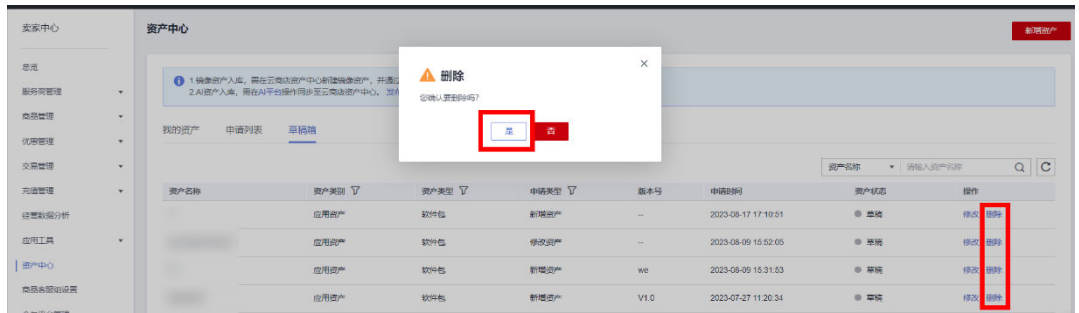 卖家中心
资产中心
新增资产
总览
服务商管理
商品管理
优惠管理
交易管理
充值管理
经营数据分析
应用工具
资产中心
商品客服组设置
1.镜像资产入库，需在云商店资产中心新建镜像资产，并通过
2.AI资产入库，需在AI平台操作同步至云商店资产中心。 发布
删除
您确认要删除吗?
是 否
我的资产 申请列表 草稿箱
资产名称 请输入资产名称
资产名称 资产类别 资产类型 申请类型 版本号 申请时间 资产状态 操作
应用资产 软件包 新增资产 -- 2023-08-17 17:10:51 草稿 修改 删除
应用资产 软件包 修改资产 -- 2023-08-09 15:52:05 草稿 修改 删除
应用资产 软件包 新增资产 we 2023-08-09 15:31:53 草稿 修改 删除
应用资产 软件包 新增资产 V1.0 2023-07-27 11:20:34 草稿 修改 删除